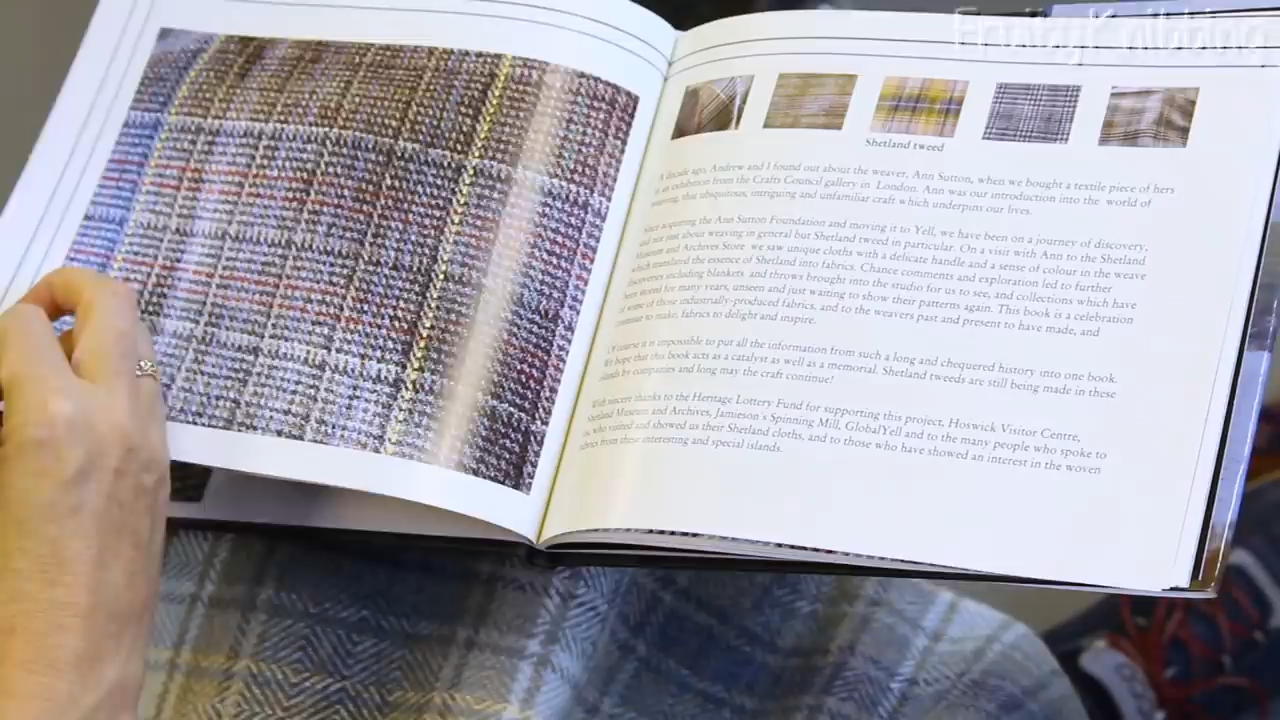 FruityKnitting
Shetland tweed
A decade ago, Andrew and I found out about the weaver, Ann Sutton, when we bought a textile piece of hers
in an exhibition from the Crafts Council gallery in London. Ann was our introduction into the world of
weaving, that ubiquitous, intriguing and unfamiliar craft which underpins our lives.
Since acquiring the Ann Sutton Foundation and moving it to Yell, we have been on a journey of discovery,
and not just about weaving in general but Shetland tweed in particular. On a visit with Ann to the Shetland
Museum and Archives Store we saw unique cloths with a delicate handle and a sense of colour in the weave
which translated the essence of Shetland into fabrics. Chance comments and exploration led to further
discoveries including blankets and throws brought into the studio for us to see, and collections which have
been stored for many years, unseen and just waiting to show their patterns again. This book is a celebration
of some of those industrially-produced fabrics, and to the weavers past and present to have made, and
continue to make, fabrics to delight and inspire.
Of course it is impossible to put all the information from such a long and chequered history into one book.
We hope that this book acts as a catalyst as well as a memorial. Shetland tweeds are still being made in these
islands by companies and long may the craft continue!
With sincere thanks to the Heritage Lottery Fund for supporting this project, Hoswick Visitor Centre,
Shetland Museum and Archives, Jamieson's Spinning Mill, GlobalYell and to the many people who spoke to
us, who visited and showed us their Shetland cloths, and to those who have showed an interest in the woven
fabrics from these interesting and special islands.